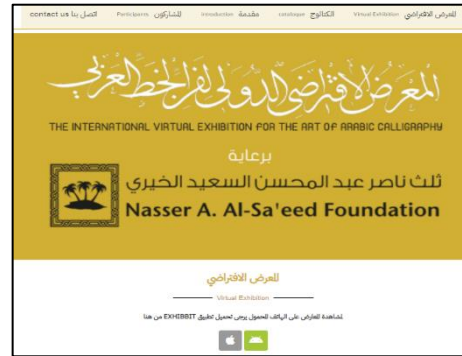 المعرض الافتراضي Virtual Exhibition الكتالوج catalogue مقدمة introduction المشاركون Participants اتصل بنا contact us
المعرض الافتراضي الدولي لفن الخط العربي
THE INTERNATIONAL VIRTUAL EXHIBITION FOR THE ART OF ARABIC CALLIGRAPHY
برعاية
ثلث ناصر عبد المحسن السعيد الخيري
Nasser A. Al-Sa'eed Foundation
المعرض الافتراضي
Virtual Exhibition
لمشاهدة المعارض على الهاتف المحمول يرجى تحميل تطبيق EXHIBBIT من هنا